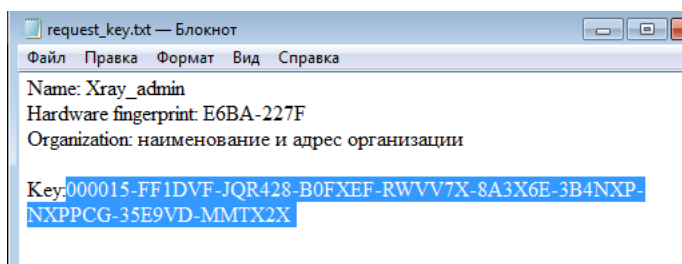 request_key.txt — Блокнот
Файл Правка Формат Вид Справка
Name: Xray_admin
Hardware fingerprint: E6BA-227F
Organization: наименование и адрес организации
Key:000015-FF1DVF-JQR428-B0FXEF-RWVV7X-8A3X6E-3B4NXP-
NXPPCG-35E9VD-MMTX2X